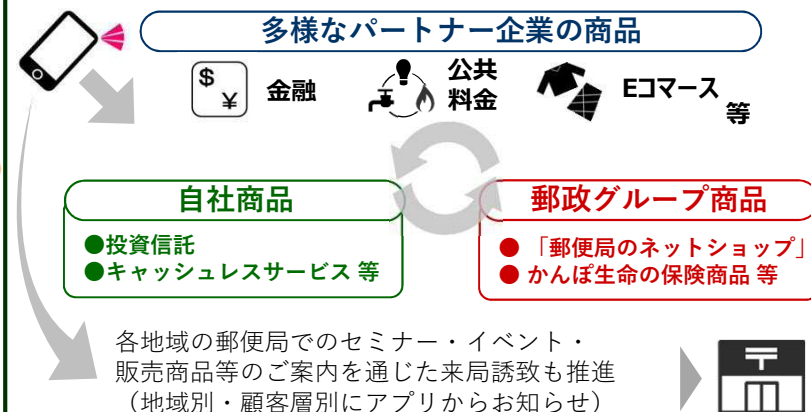 多様なパートナー企業の商品
$
¥
金融
公共
料金
Eコマース
等
自社商品
●投資信託
●キャッシュレスサービス 等
郵政グループ商品
● 「郵便局のネットショップ」
● かんぽ生命の保険商品 等
各地域の郵便局でのセミナー・イベント・
販売商品等のご案内を通じた来局誘致も推進
（地域別・顧客層別にアプリからお知らせ）
〒